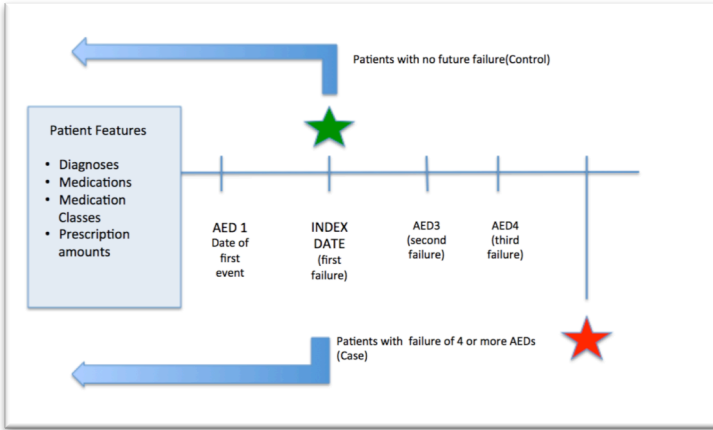 Patients with no future failure(Control)
Patient Features
• Diagnoses
• Medications
• Medication
Classes
• Prescription
amounts
AED 1
Date of
first
event
INDEX
DATE
(first
failure)
AED3
(second
failure)
AED4
(third
failure)
Patients with failure of 4 or more AEDs
(Case)